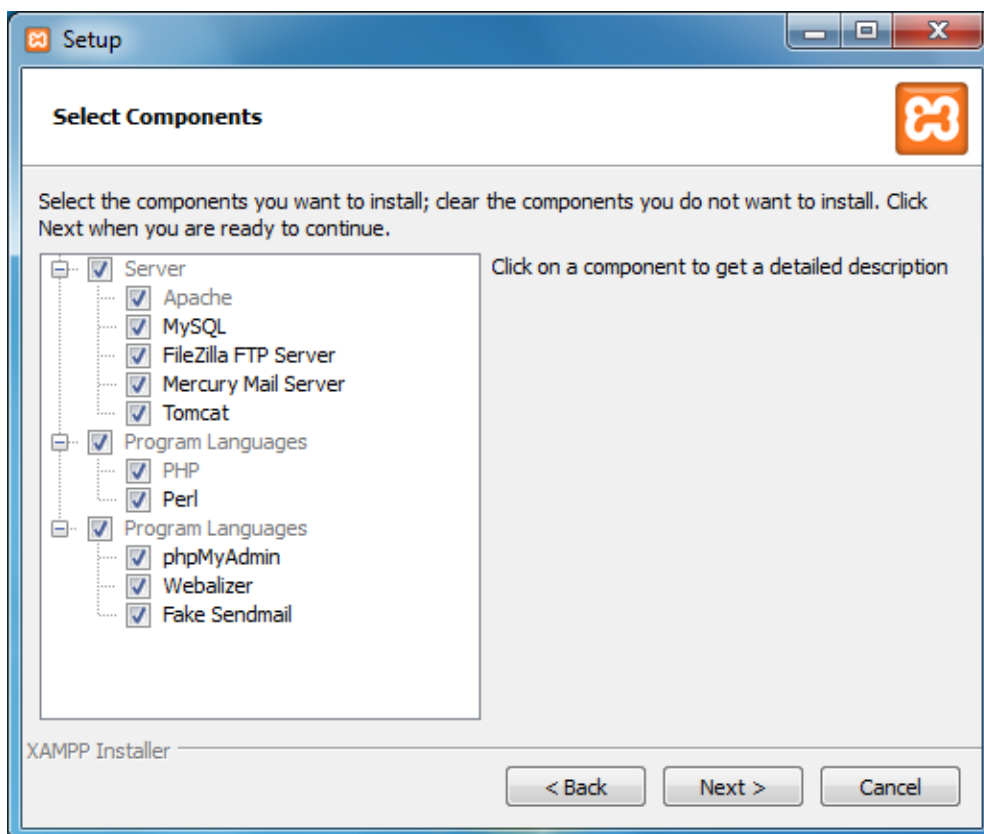 Setup
Select Components
Select the components you want to install; clear the components you do not want to install. Click
Next when you are ready to continue.
Server
Apache
MySQL
FileZilla FTP Server
Mercury Mail Server
Tomcat
Program Languages
PHP
Perl
Program Languages
phpMyAdmin
Webalizer
Fake Sendmail
Click on a component to get a detailed description
XAMPP Installer
< Back
Next >
Cancel